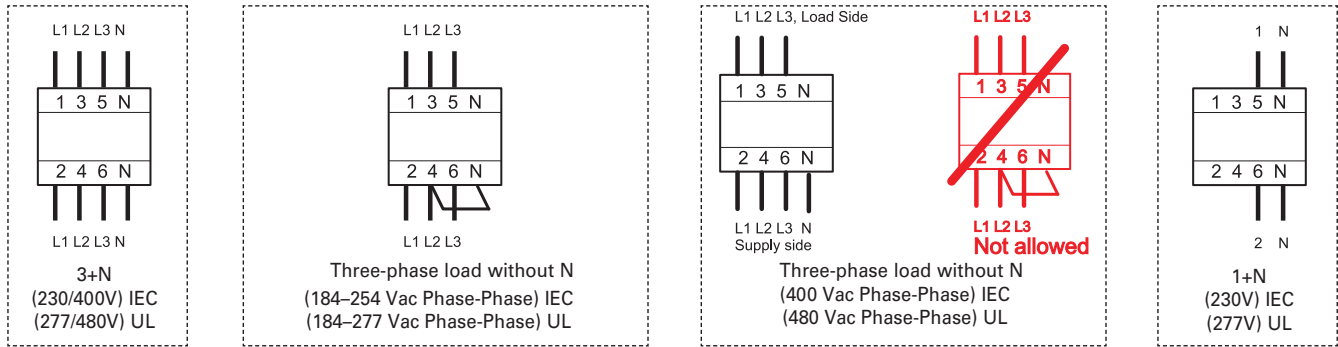 L1 L2 L3 N
1 3 5 N
2 4 6 N
L1 L2 L3 N
3+N
(230/400V) IEC
(277/480V) UL
L1 L2 L3
1 3 5
2 4 6 N
L1 L2 L3
Three-phase load without N
(184–254 Vac Phase-Phase) IEC
(184–277 Vac Phase-Phase) UL
L1 L2 L3, Load Side
1 3 5 N
2 4 6 N
L1 L2 L3 N
Supply side
L1 L2 L3
1 3 5 N
2 4 6 N
L1 L2 L3
Not allowed
Three-phase load without N
(400 Vac Phase-Phase) IEC
(480 Vac Phase-Phase) UL
1 N
1 3 5 N
2 4 6 N
2 N
1+N
(230V) IEC
(277V) UL